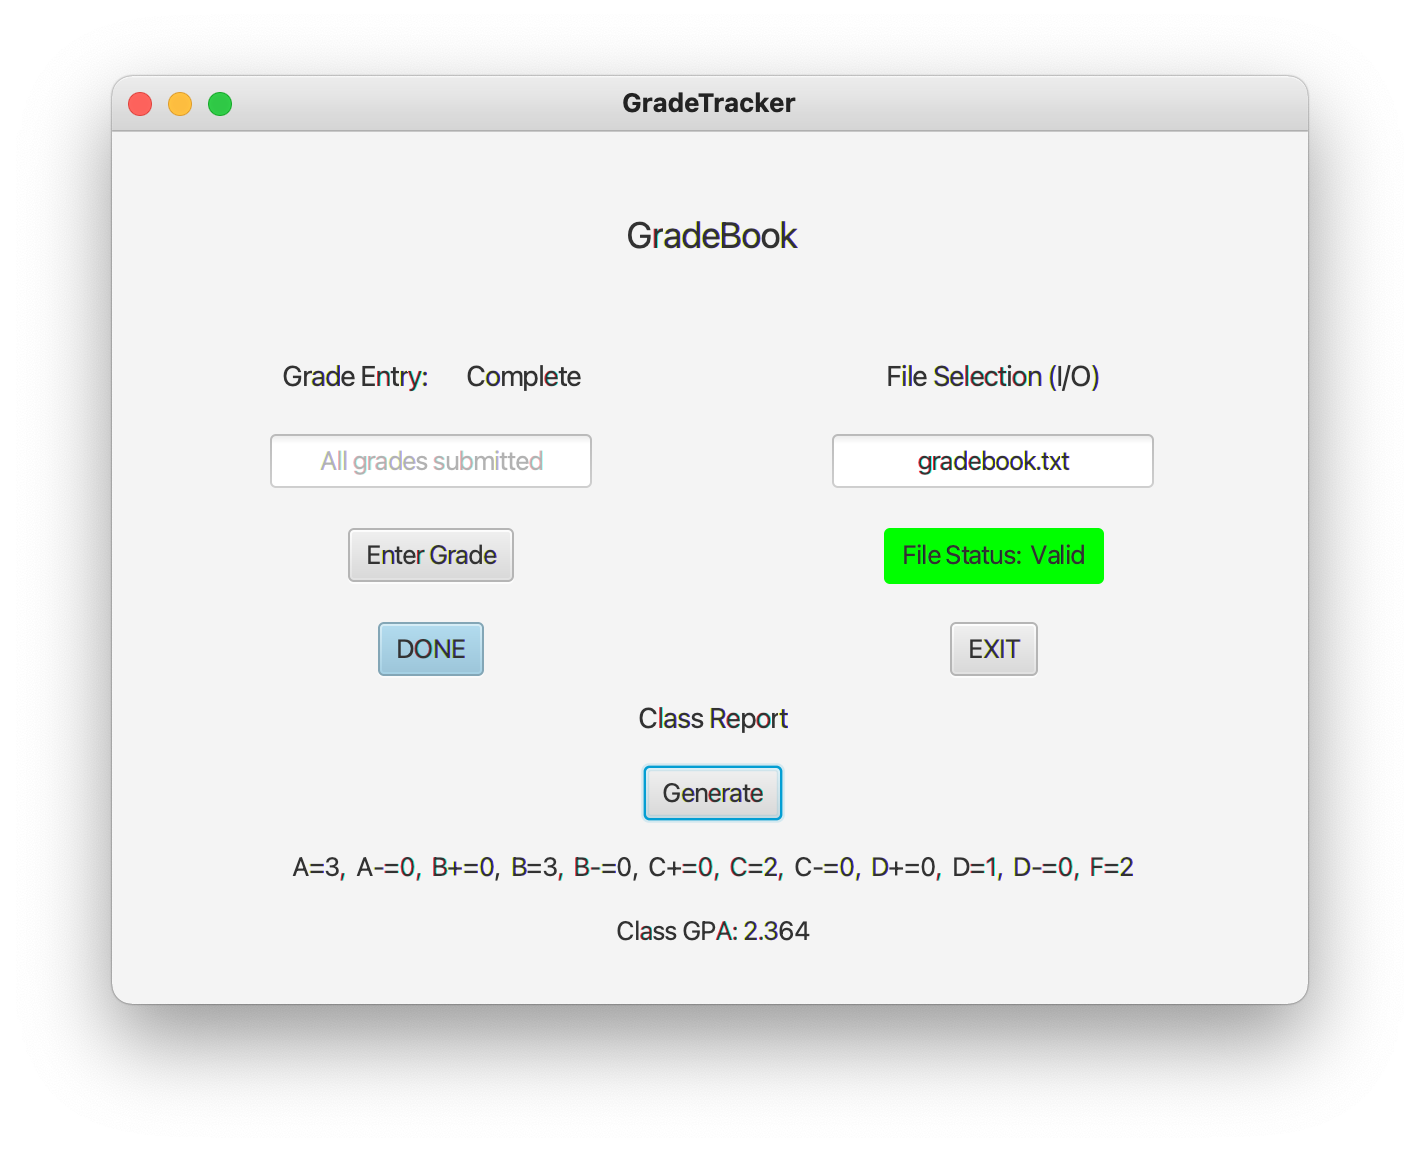 GradeTracker
GradeBook
Grade Entry: Complete
File Selection (I/O)
All grades submitted
gradebook.txt
Enter Grade
File Status: Valid
DONE
EXIT
Class Report
Generate
A=3, A-=0, B+=0, B=3, B-=0, C+=0, C=2, C-=0, D+=0, D=1, D-=0, F=2
Class GPA: 2.364